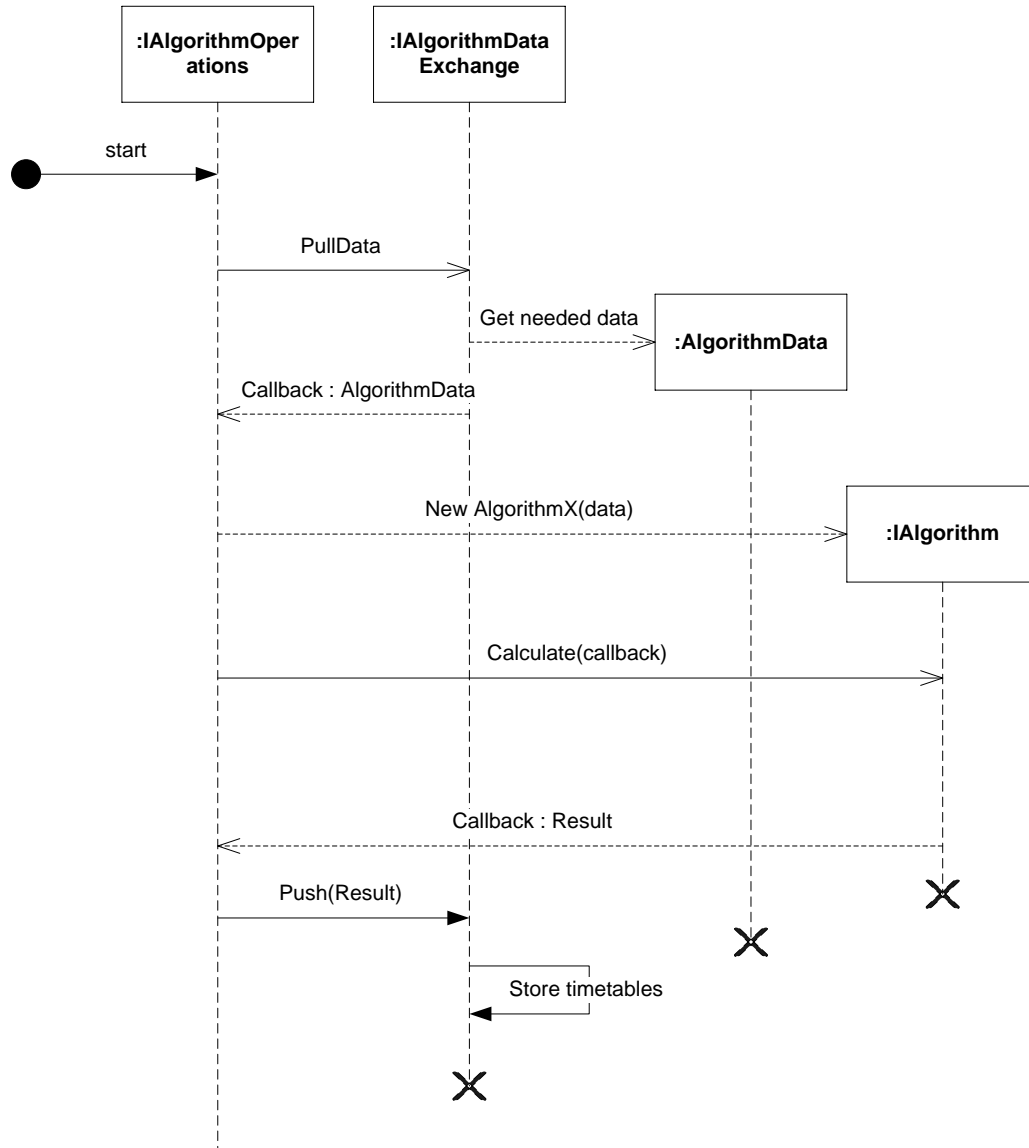 :IAlgorithmOper
ations
:IAlgorithmData
Exchange
start
PullData
Get needed data
:AlgorithmData
Callback : AlgorithmData
New AlgorithmX(data)
:IAlgorithm
Calculate(callback)
Callback : Result
Push(Result)
Store timetables